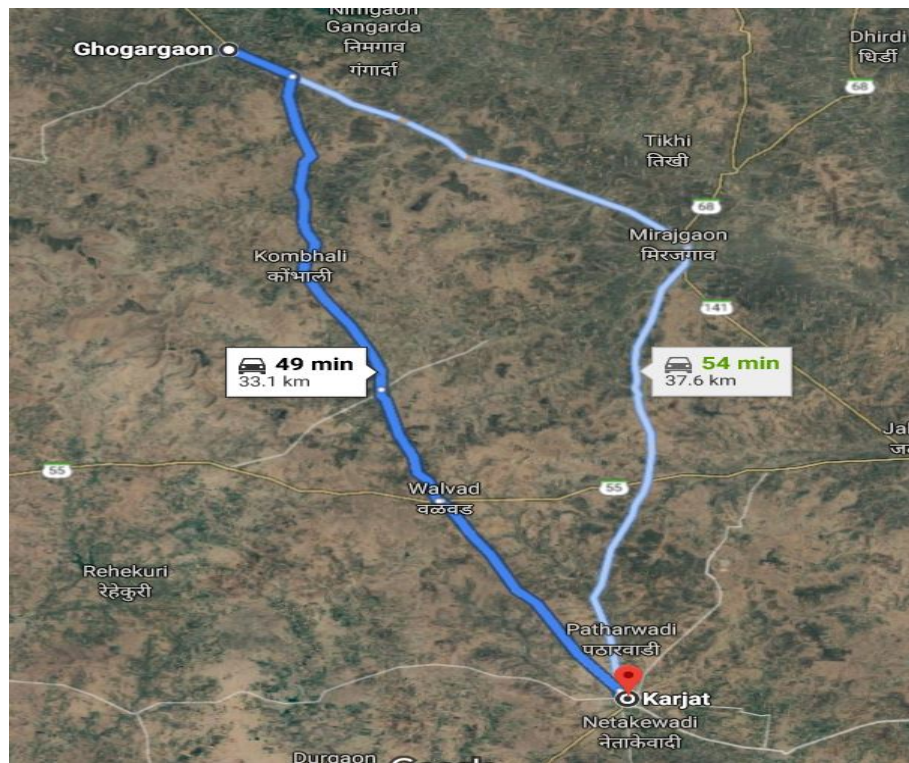 Nimgaon
Gangarda
निमगाव
गंगार्दा
Ghogargaon
Dhirdi
धिर्डी
68
Tikhi
तिखी
68
Mirajgaon
मिरजगाव
Kombhali
कोंभाली
141
49 min
33.1 km
54 min
37.6 km
55
Walvad
वळवड
55
Rehekuri
रेहेकुरी
Patharwadi
पठारवाडी
Karjat
Netakewadi
नेताकेवादी
Durgaon